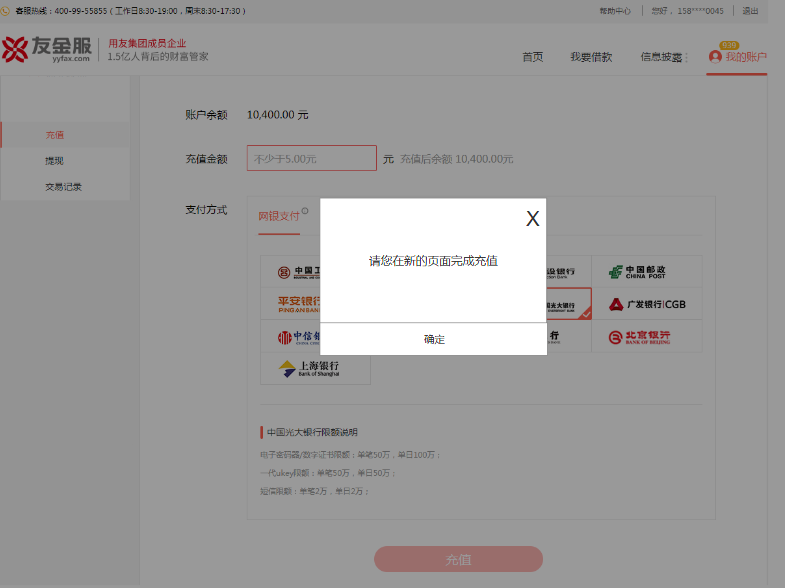 客服热线：400-99-55855（工作日8:30-19:00，周末8:30-17:30）
帮助中心 您好，158****0045 退出
友金服 yyfax.com
用友集团成员企业
1.5亿人背后的财富管家
首页 我要借款 信息披露 939 我的账户
充值
提现
交易记录
账户余额 10,400.00 元
充值金额 不少于5.00元 元 充值后余额 10,400.00元
支付方式
网银支付
X
请您在新的页面完成充值
确定
中国工
设银行
中国邮政 CHINA POST
平安银行 PING AN BAN
光大银行
广发银行|CGB
中信银
行
北京银行 BANK OF BEIJING
上海银行 Bank of Shanghai
中国光大银行限额说明
电子密码器/数字证书限额：单笔50万，单日100万；
一代ukey限额：单笔50万，单日50万；
短信限额：单笔2万，单日2万；
充值